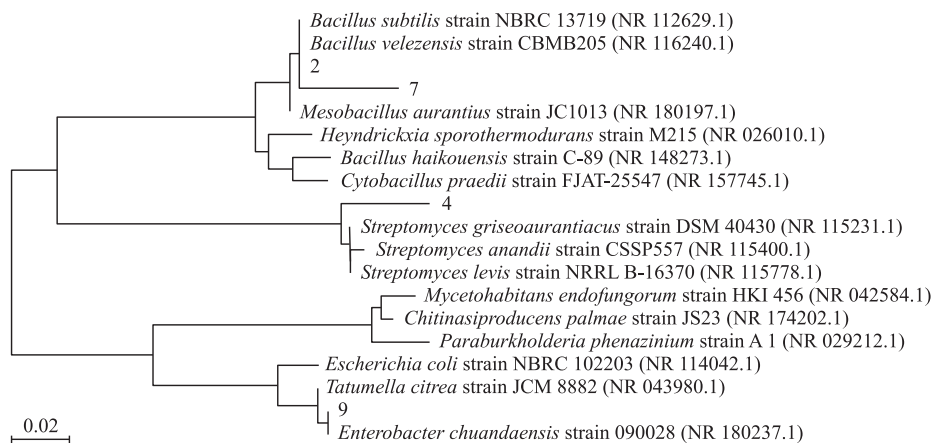 Bacillus subtilis strain NBRC 13719 (NR 112629.1)
Bacillus velezensis strain CBMB205 (NR 116240.1)
2
7
Mesobacillus aurantius strain JC1013 (NR 180197.1)
Heyndrickxia sporothermodurans strain M215 (NR 026010.1)
Bacillus haikouensis strain C-89 (NR 148273.1)
Cytobacillus praedii strain FJAT-25547 (NR 157745.1)
4
Streptomyces griseoaurantiacus strain DSM 40430 (NR 115231.1)
Streptomyces anandii strain CSSP557 (NR 115400.1)
Streptomyces levis strain NRRL B-16370 (NR 115778.1)
Mycetohabitans endofungorum strain HKI 456 (NR 042584.1)
Chitinasiproducens palmae strain JS23 (NR 174202.1)
Paraburkholderia phenazinium strain A 1 (NR 029212.1)
Escherichia coli strain NBRC 102203 (NR 114042.1)
Tatumella citrea strain JCM 8882 (NR 043980.1)
9
Enterobacter chuandaensis strain 090028 (NR 180237.1)
0.02